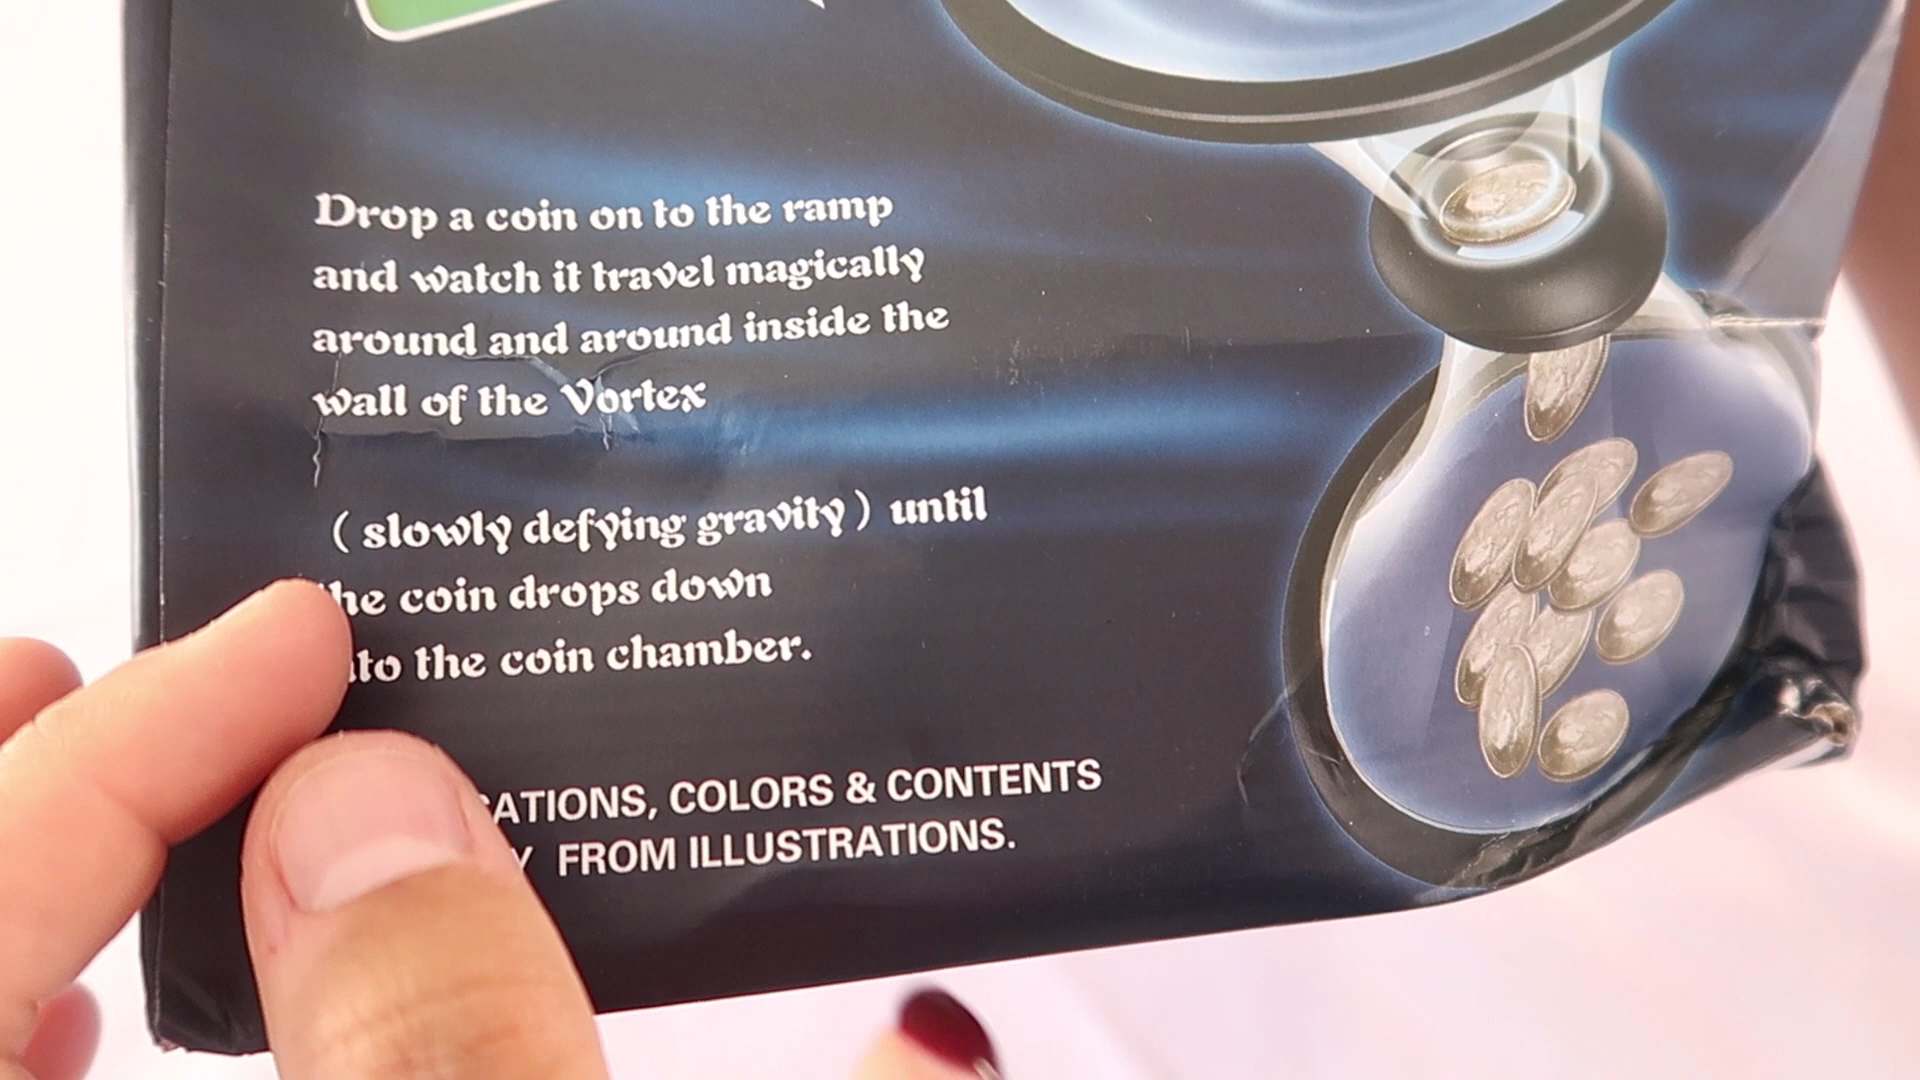 Drop a coin on to the ramp
and watch it travel magically
around and around inside the
wall of the Vortex
( slowly defying gravity ) until
the coin drops down
to the coin chamber.
COLORS & CONTENTS
FROM ILLUSTRATIONS.